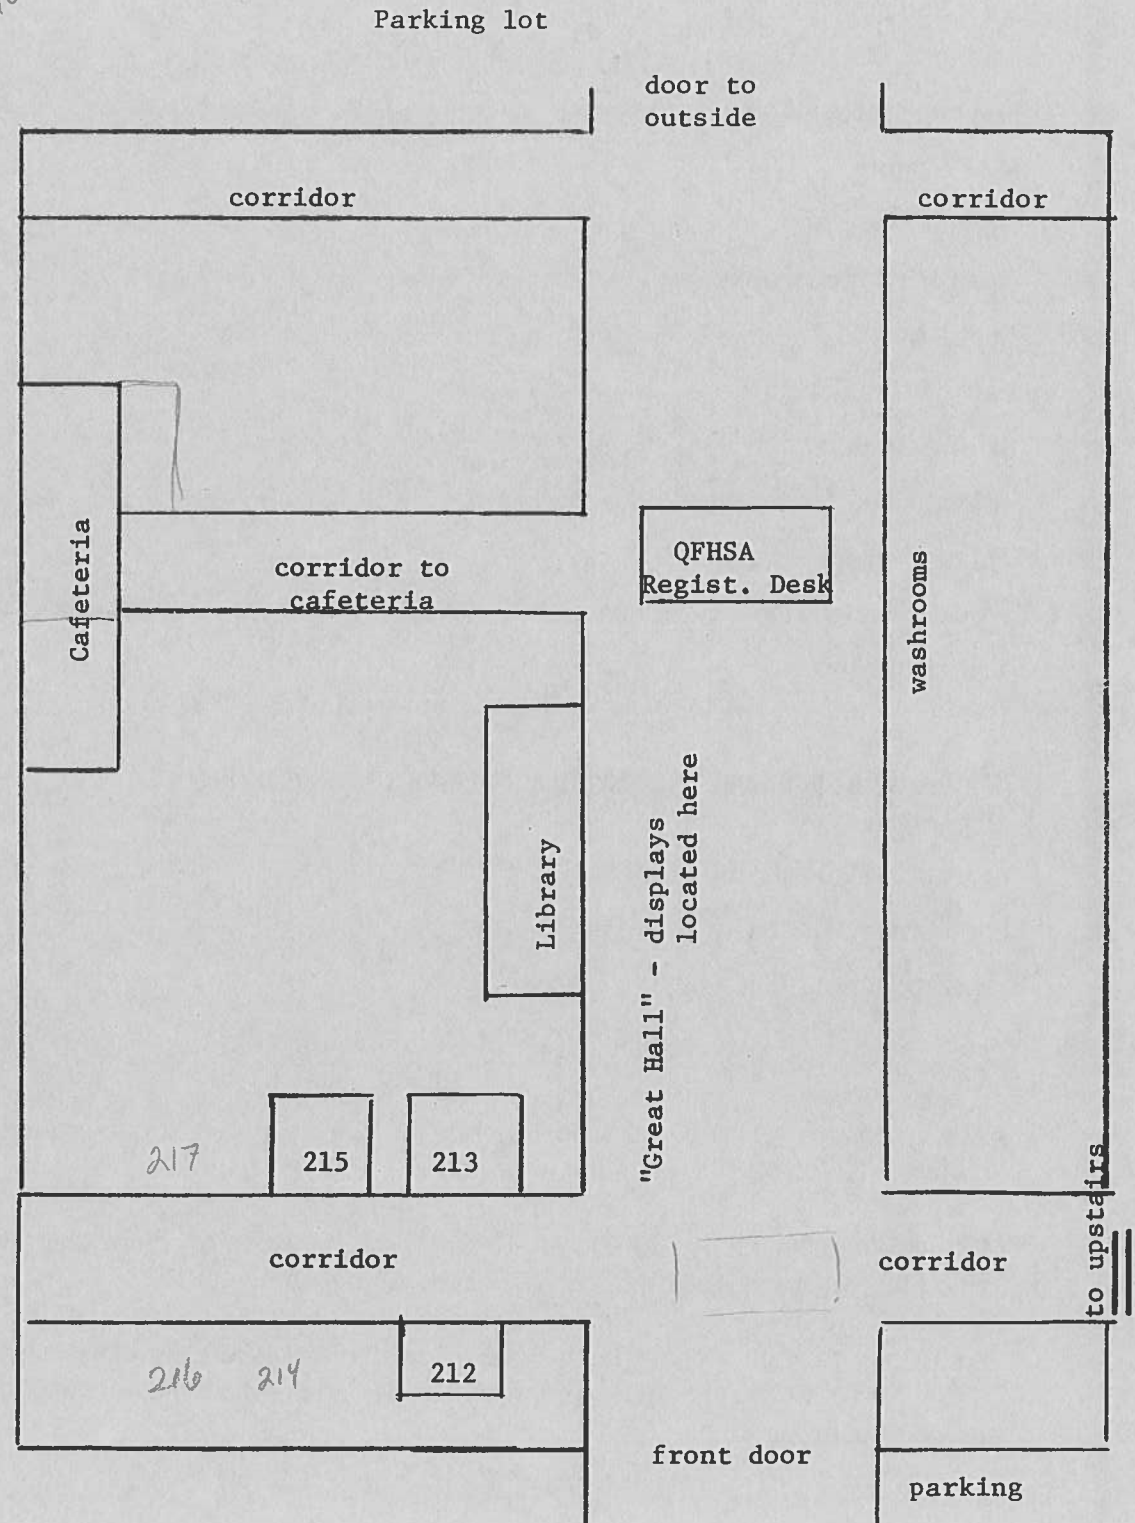 Parking lot
door to
outside
corridor
corridor
Cafeteria
corridor to
cafeteria
QFHSA
Regist. Desk
washrooms
Library
"Great Hall" - displays
located here
217
215
213
corridor
corridor
to upstairs
216
214
212
front door
parking